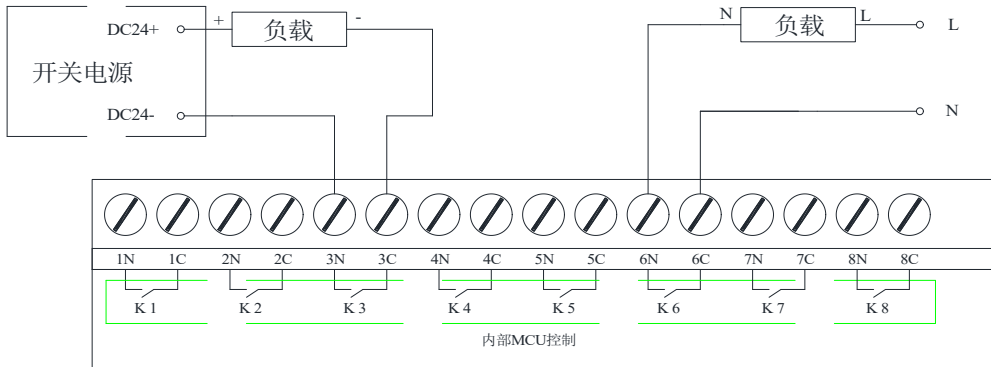 DC24+ + 负载 - N 负载 L L
开关电源
DC24- N
1N 1C 2N 2C 3N 3C 4N 4C 5N 5C 6N 6C 7N 7C 8N 8C
K 1 K 2 K 3 K 4 K 5 K 6 K 7 K 8
内部MCU控制